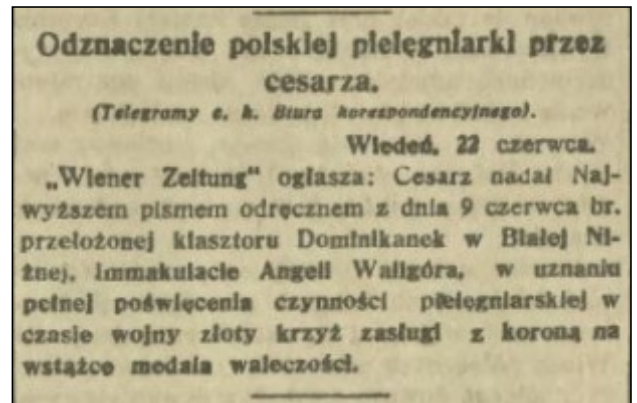 Odznaczenie polskiej pielęgniarki przez
cesarza.
(Telegramy c. k. Biura korespondencyjnego).
Wiedeń, 22 czerwca.
„Wiener Zeitung" ogłasza: Cesarz nadał Naj-
wyższem pismem odręcznem z dnia 9 czerwca br.
przełożonej klasztoru Dominikanek w Białej Ni-
żnej, Immakulacie Angeli Waligóra, w uznaniu
pełnej poświęcenia czynności pielęgniarskiej w
czasie wojny złoty krzyż zasługi z koroną na
wstążce medala waleczości.